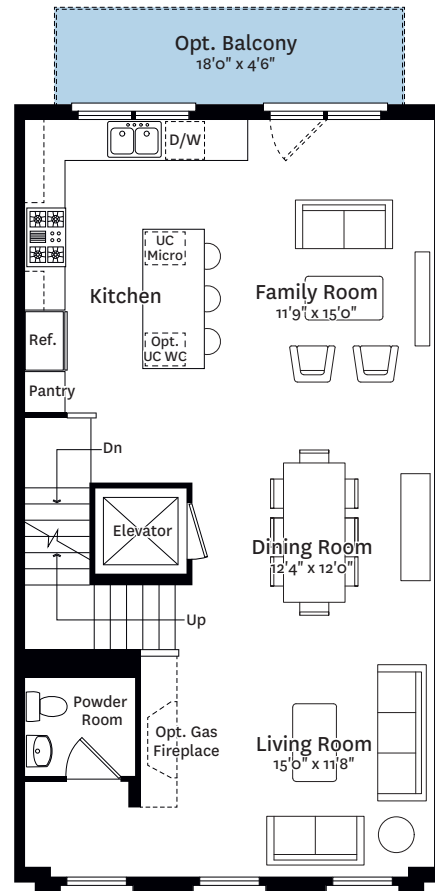 Opt. Balcony
18'0" x 4'6"
D/W
UC
Micro
Kitchen
Family Room
11'9" x 15'0"
Ref.
Opt.
UC WC
Pantry
Dn
Elevator
Dining Room
12'4" x 12'0"
Up
Powder
Room
Opt. Gas
Fireplace
Living Room
15'0" x 11'8"